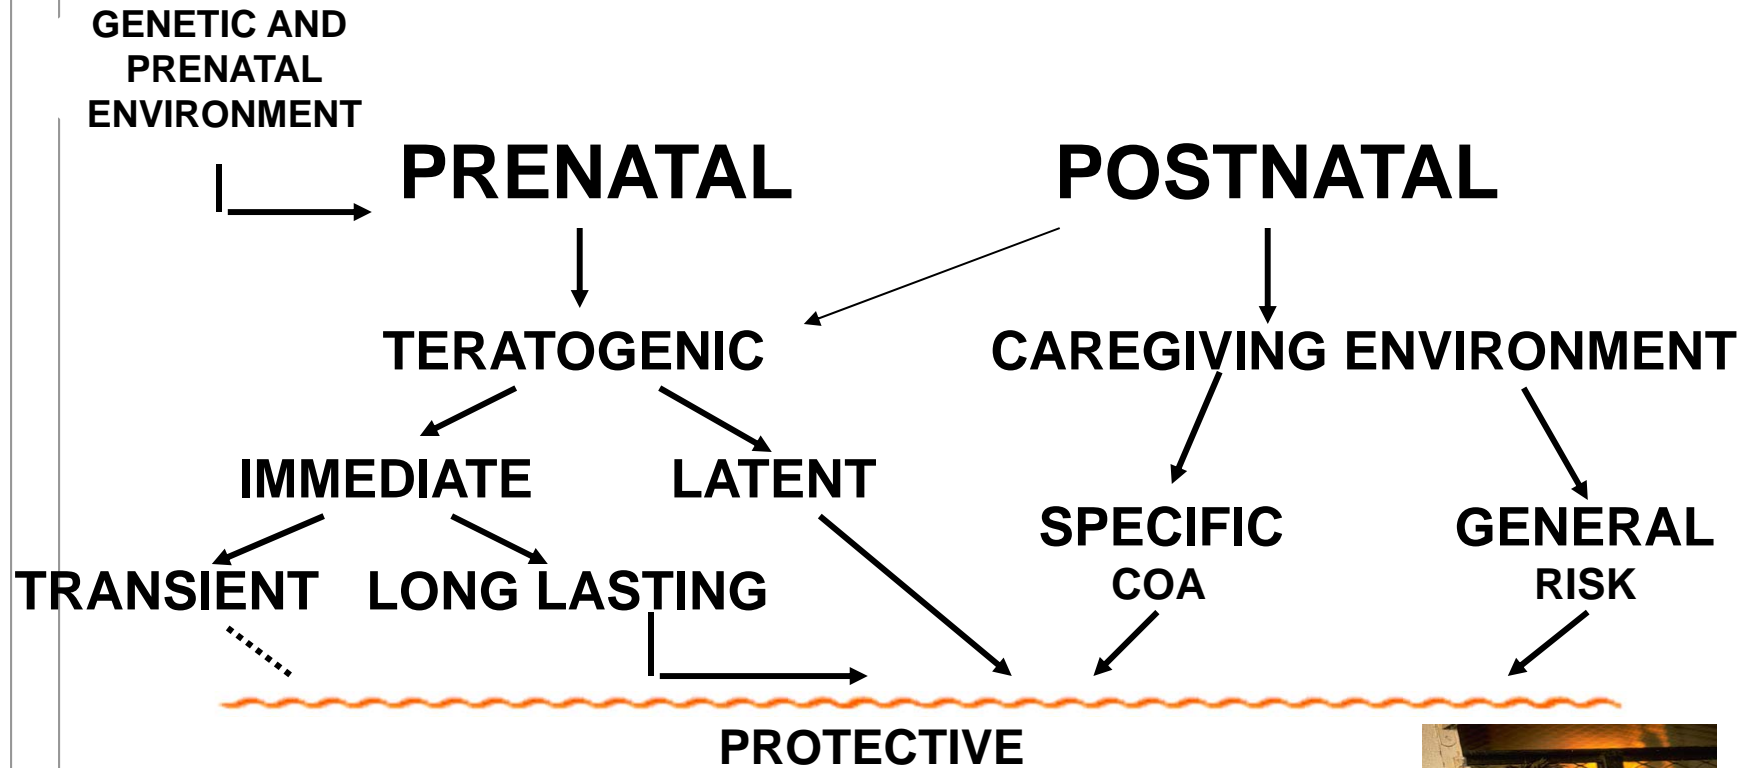 GENETIC AND
PRENATAL
ENVIRONMENT
PRENATAL
POSTNATAL
TERATOGENIC
CAREGIVING ENVIRONMENT
IMMEDIATE
LATENT
SPECIFIC
COA
GENERAL
RISK
TRANSIENT
LONG LASTING
PROTECTIVE